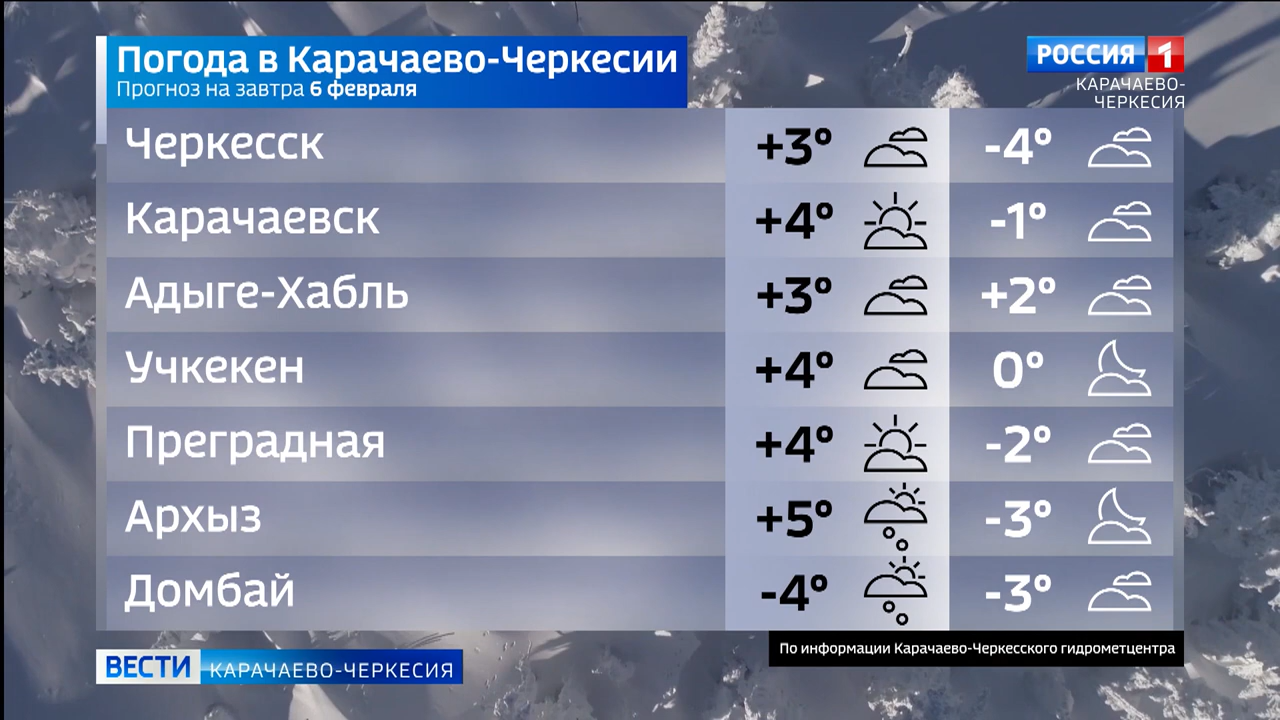 Погода в Карачаево-Черкесии
Прогноз на завтра 6 февраля
РОССИЯ 1
КАРАЧАЕВО-
ЧЕРКЕСИЯ
Черкесск +3° -4°
Карачаевск +4° -1°
Адыге-Хабль +3° +2°
Учкекен +4° 0°
Преградная +4° -2°
Архыз +5° -3°
Домбай -4° -3°
По информации Карачаево-Черкесского гидрометцентра
ВЕСТИ КАРАЧАЕВО-ЧЕРКЕСИЯ